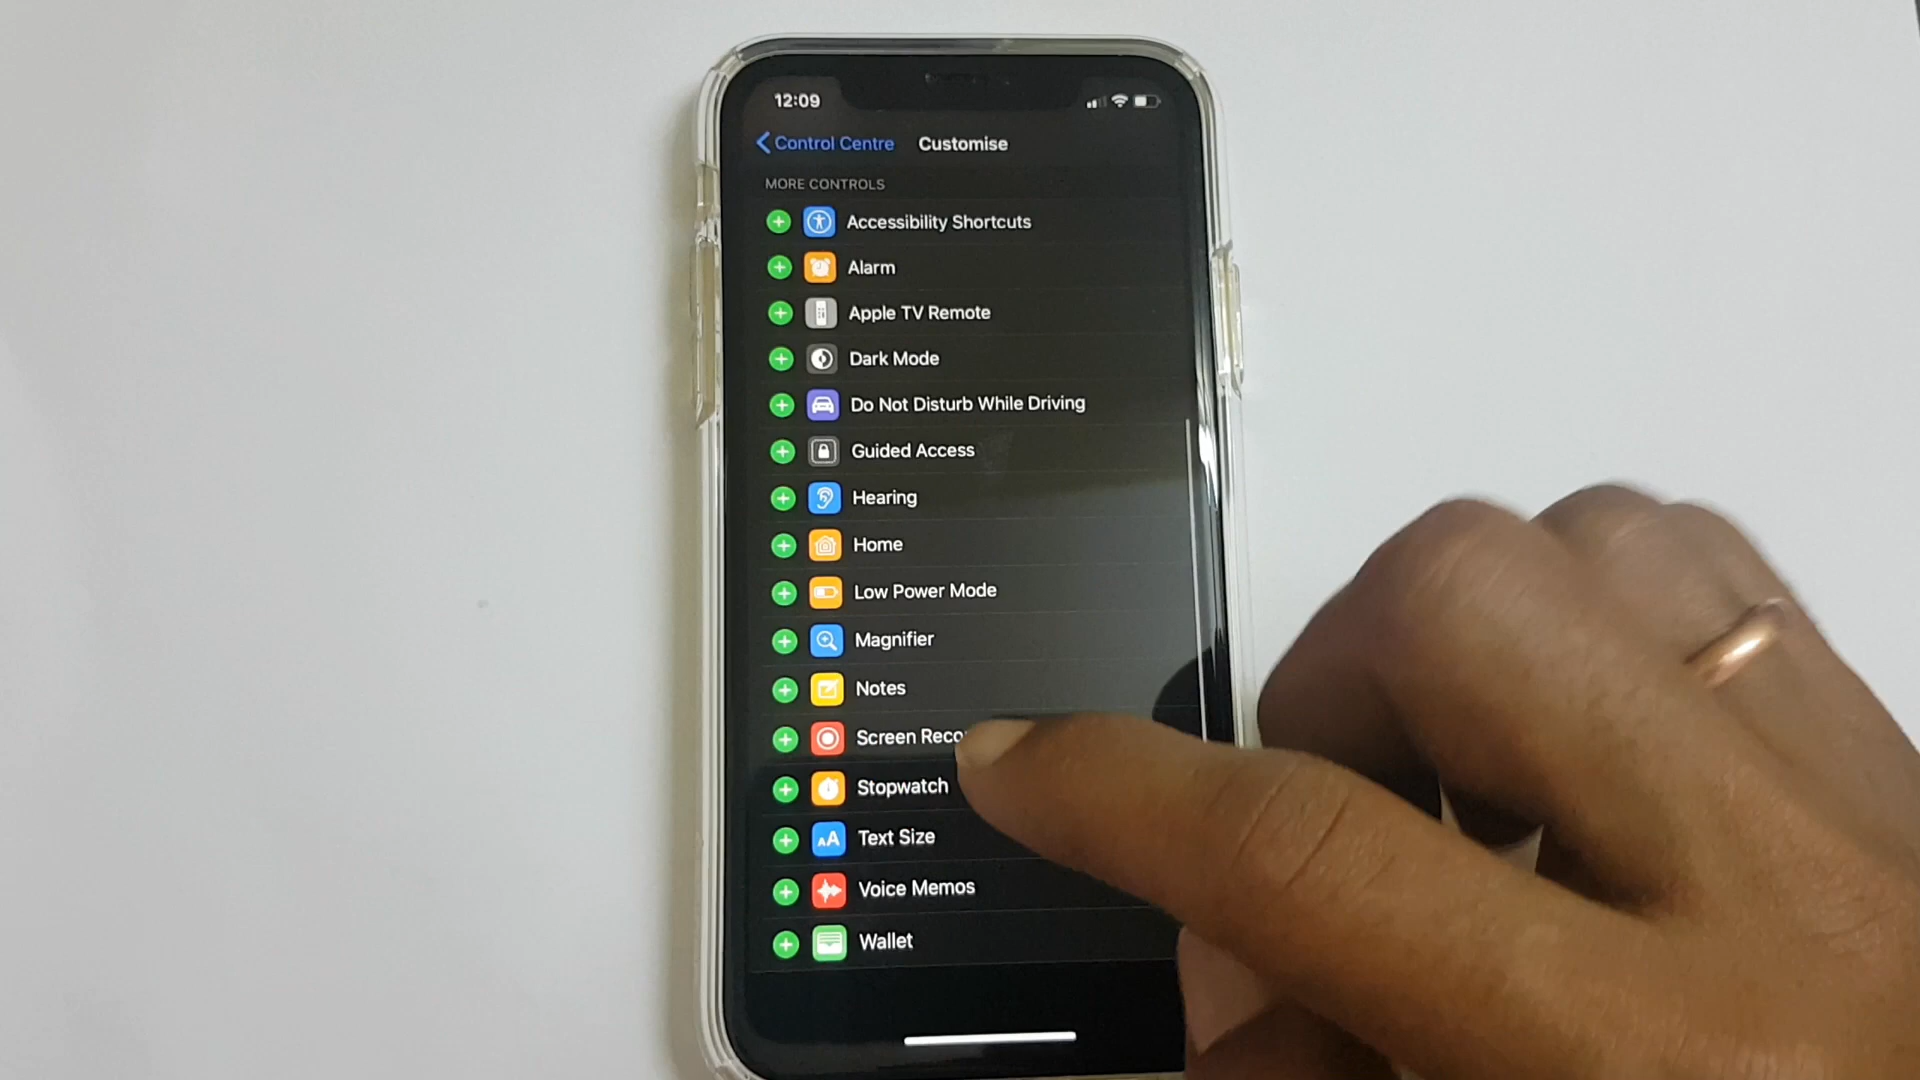 12:09
Control Centre Customise
MORE CONTROLS
Accessibility Shortcuts
Alarm
Apple TV Remote
Dark Mode
Do Not Disturb While Driving
Guided Access
Hearing
Home
Low Power Mode
Magnifier
Notes
Screen Reco
Stopwatch
AA Text Size
Voice Memos
Wallet